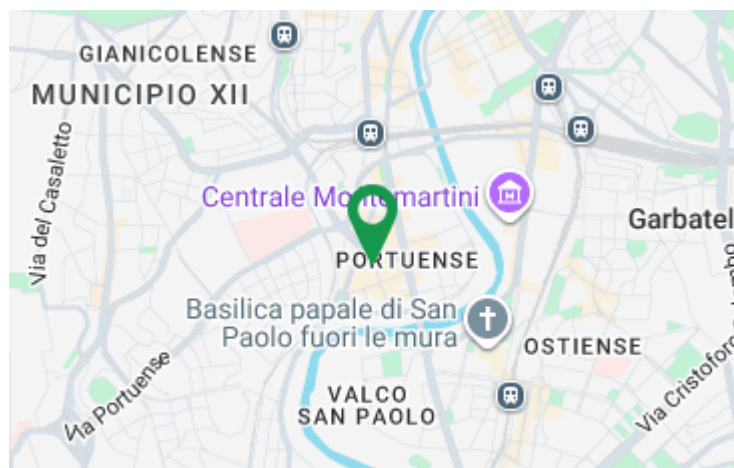 GIANICOLENSE
MUNICIPIO XII
Via del Casaletto
Centrale Montemartini
Garbatel
PORTUENSE
Basilica papale di San
Paolo fuori le mura
OSTIENSE
VALCO
SAN PAOLO
Via Portuense
Via Cristoforo